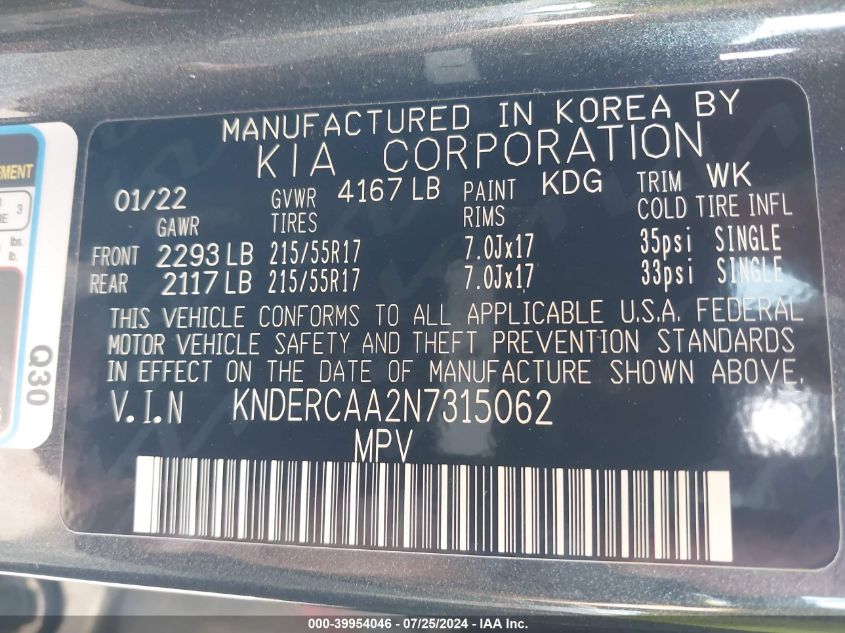 MANUFACTURED IN KOREA BY
KIA CORPORATION
01/22 GVWR 4167 LB PAINT KDG TRIM WK
GAWR TIRES RIMS COLD TIRE INFL
FRONT 2293 LB 215/55R17 7.0Jx17 35psi SINGLE
REAR 2117 LB 215/55R17 7.0Jx17 33psi SINGLE
THIS VEHICLE CONFORMS TO ALL APPLICABLE U.S.A. FEDERAL
MOTOR VEHICLE SAFETY AND THEFT PREVENTION STANDARDS
IN EFFECT ON THE DATE OF MANUFACTURE SHOWN ABOVE.
V.I.N KNDERCAA2N7315062
MPV
3
lbs.
lb.
Q30
000-39954046 - 07/25/2024 - IAA Inc.